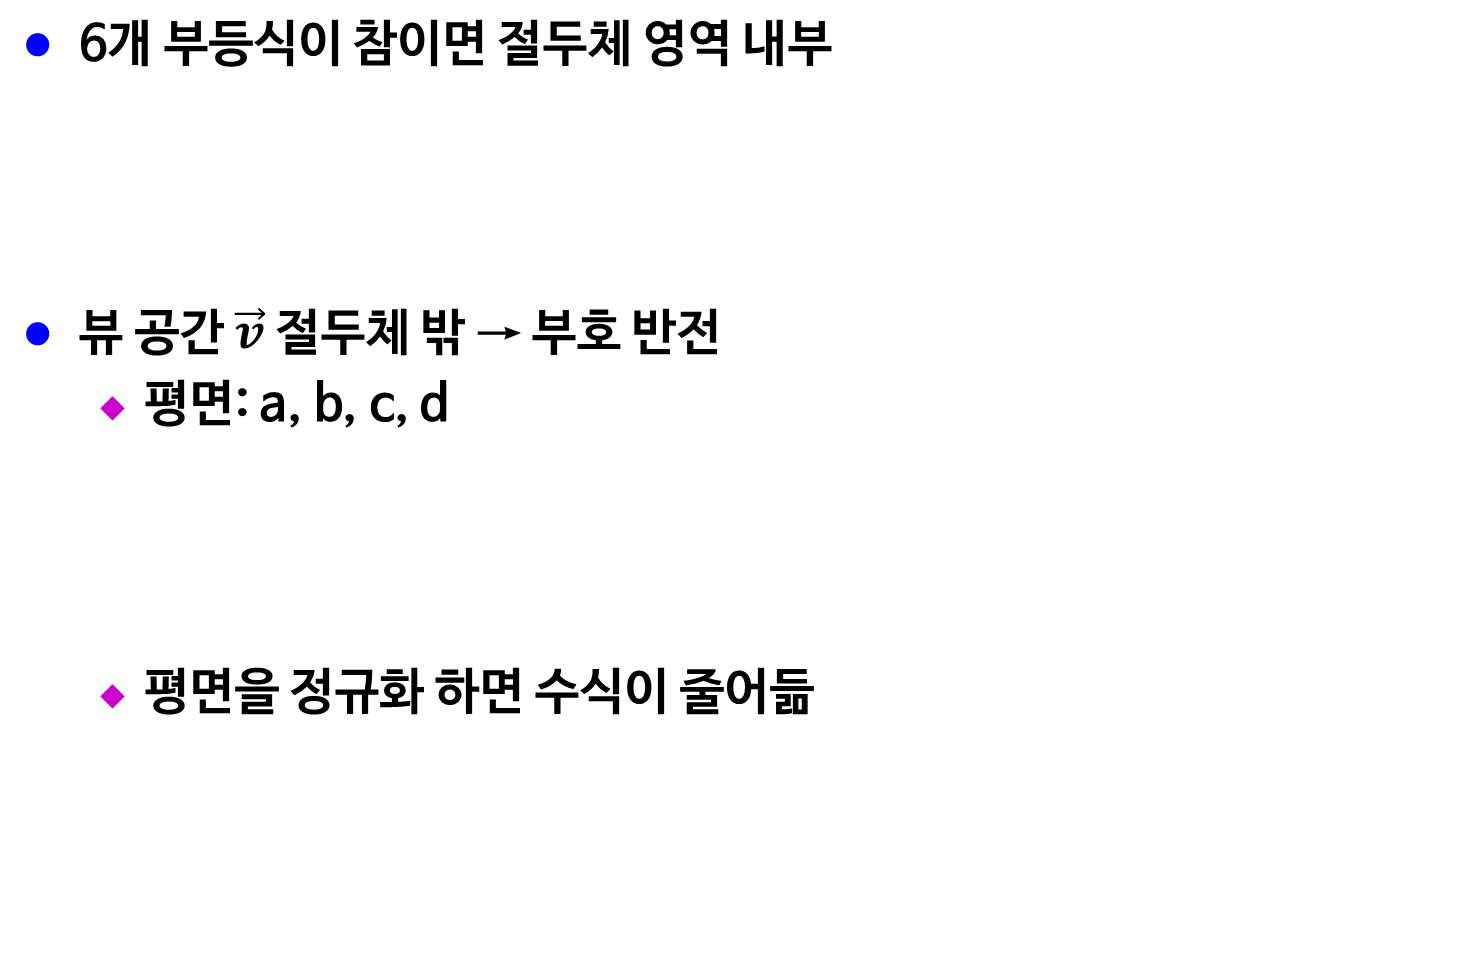 ● 6개 부등식이 참이면 절두체 영역 내부
● 뷰 공간 $\vec{v}$ 절두체 밖 → 부호 반전
◆ 평면: a, b, c, d
◆ 평면을 정규화 하면 수식이 줄어듦